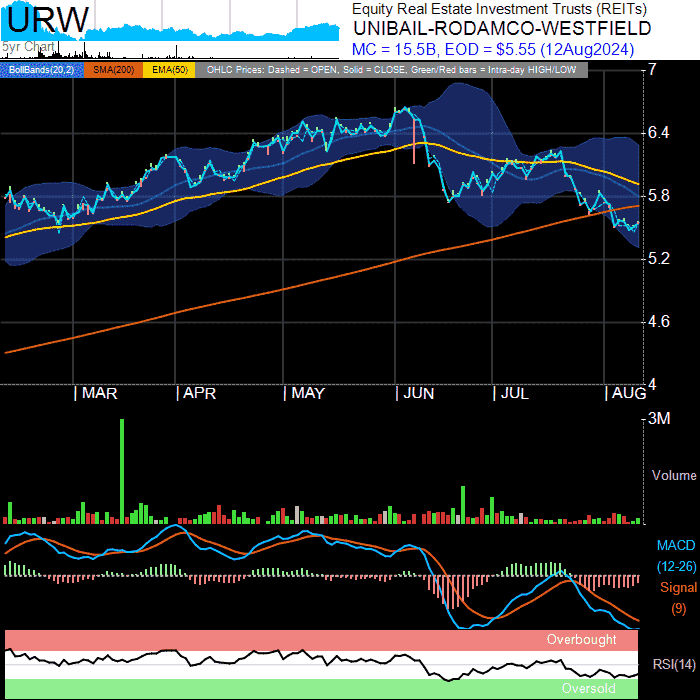 URW
5yr Chart
Equity Real Estate Investment Trusts (REITs)
UNIBAIL-RODAMCO-WESTFIELD
MC = 15.5B, EOD = $5.55 (12Aug2024)
BollBands(20,2) SMA(200) EMA(50) OHLC Prices: Dashed = OPEN, Solid = CLOSE, Green/Red bars = Intra-day HIGH/LOW
7
6.4
5.8
5.2
4.6
4
MAR APR MAY JUN JUL AUG
3M
Volume
MACD
(12-26)
Signal
(9)
Overbought
RSI(14)
Oversold